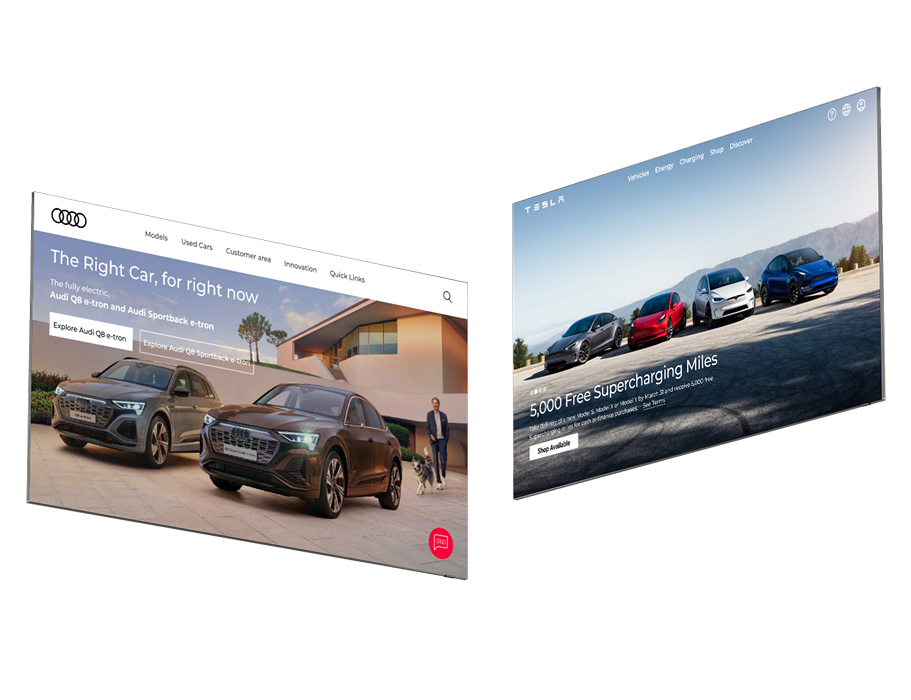 Models
Used Cars
Customer area
Innovation
Quick Links
The Right Car, for right now
The fully electric,
Audi Q8 e-tron and Audi Sportback e-tron
Explore Audi Q8 e-tron
Explore Audi Q8 Sportback e-tron
TESLA
Vehicles
Energy
Charging
Shop
Discover
5,000 Free Supercharging Miles
Take delivery of a new Model S, Model X or Model Y by March 31 and receive 5,000 free
Supercharging miles for cash or finance purchases. See Terms
Shop Available